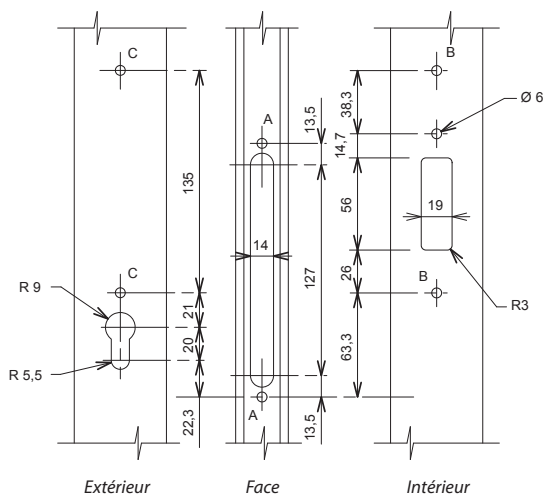 C
135
C
R 9
21
20
R 5,5
22,3
Extérieur
A
13,5
14
127
A
13,5
Face
B
38,3
Ø 6
14,7
56
19
26
B
R3
63,3
Intérieur